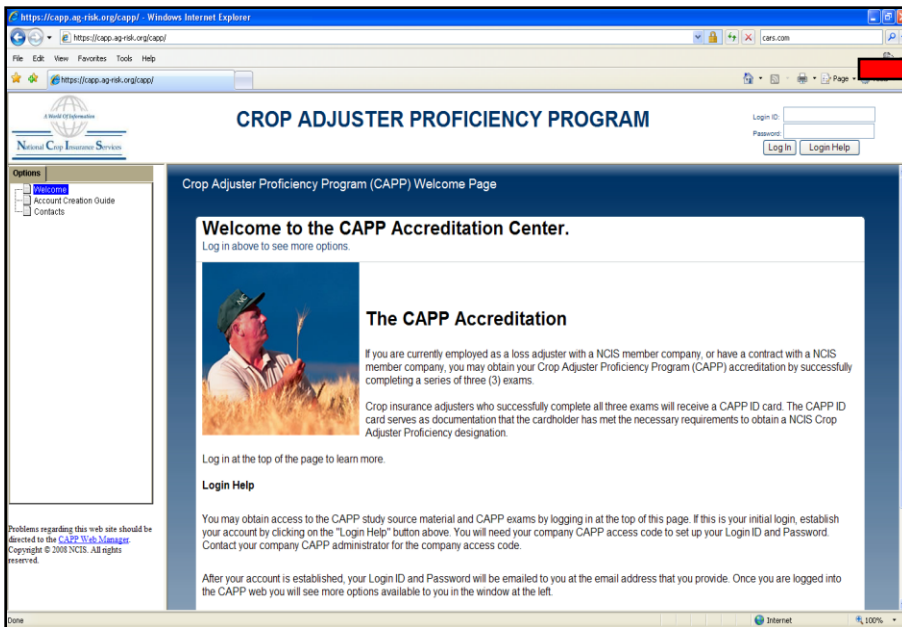 https://capp.ag-risk.org/capp/ - Windows Internet Explorer
https://capp.ag-risk.org/capp/
cars.com
File Edit View Favorites Tools Help
https://capp.ag-risk.org/capp/
Page
A World Of Information
National Crop Insurance Services
CROP ADJUSTER PROFICIENCY PROGRAM
Login ID:
Password:
Log In Login Help
Options
Welcome
Account Creation Guide
Contacts
Problems regarding this web site should be
directed to the CAPP Web Manager.
Copyright © 2008 NCIS. All rights
reserved.
Crop Adjuster Proficiency Program (CAPP) Welcome Page
Welcome to the CAPP Accreditation Center.
Log in above to see more options.
NC
The CAPP Accreditation
If you are currently employed as a loss adjuster with a NCIS member company, or have a contract with a NCIS
member company, you may obtain your Crop Adjuster Proficiency Program (CAPP) accreditation by successfully
completing a series of three (3) exams.
Crop insurance adjusters who successfully complete all three exams will receive a CAPP ID card. The CAPP ID
card serves as documentation that the cardholder has met the necessary requirements to obtain a NCIS Crop
Adjuster Proficiency designation.
Log in at the top of the page to learn more.
Login Help
You may obtain access to the CAPP study source material and CAPP exams by logging in at the top of this page. If this is your initial login, establish
your account by clicking on the "Login Help" button above. You will need your company CAPP access code to set up your Login ID and Password.
Contact your company CAPP administrator for the company access code.
After your account is established, your Login ID and Password will be emailed to you at the email address that you provide. Once you are logged into
the CAPP web you will see more options available to you in the window at the left.
Done
Internet
100%